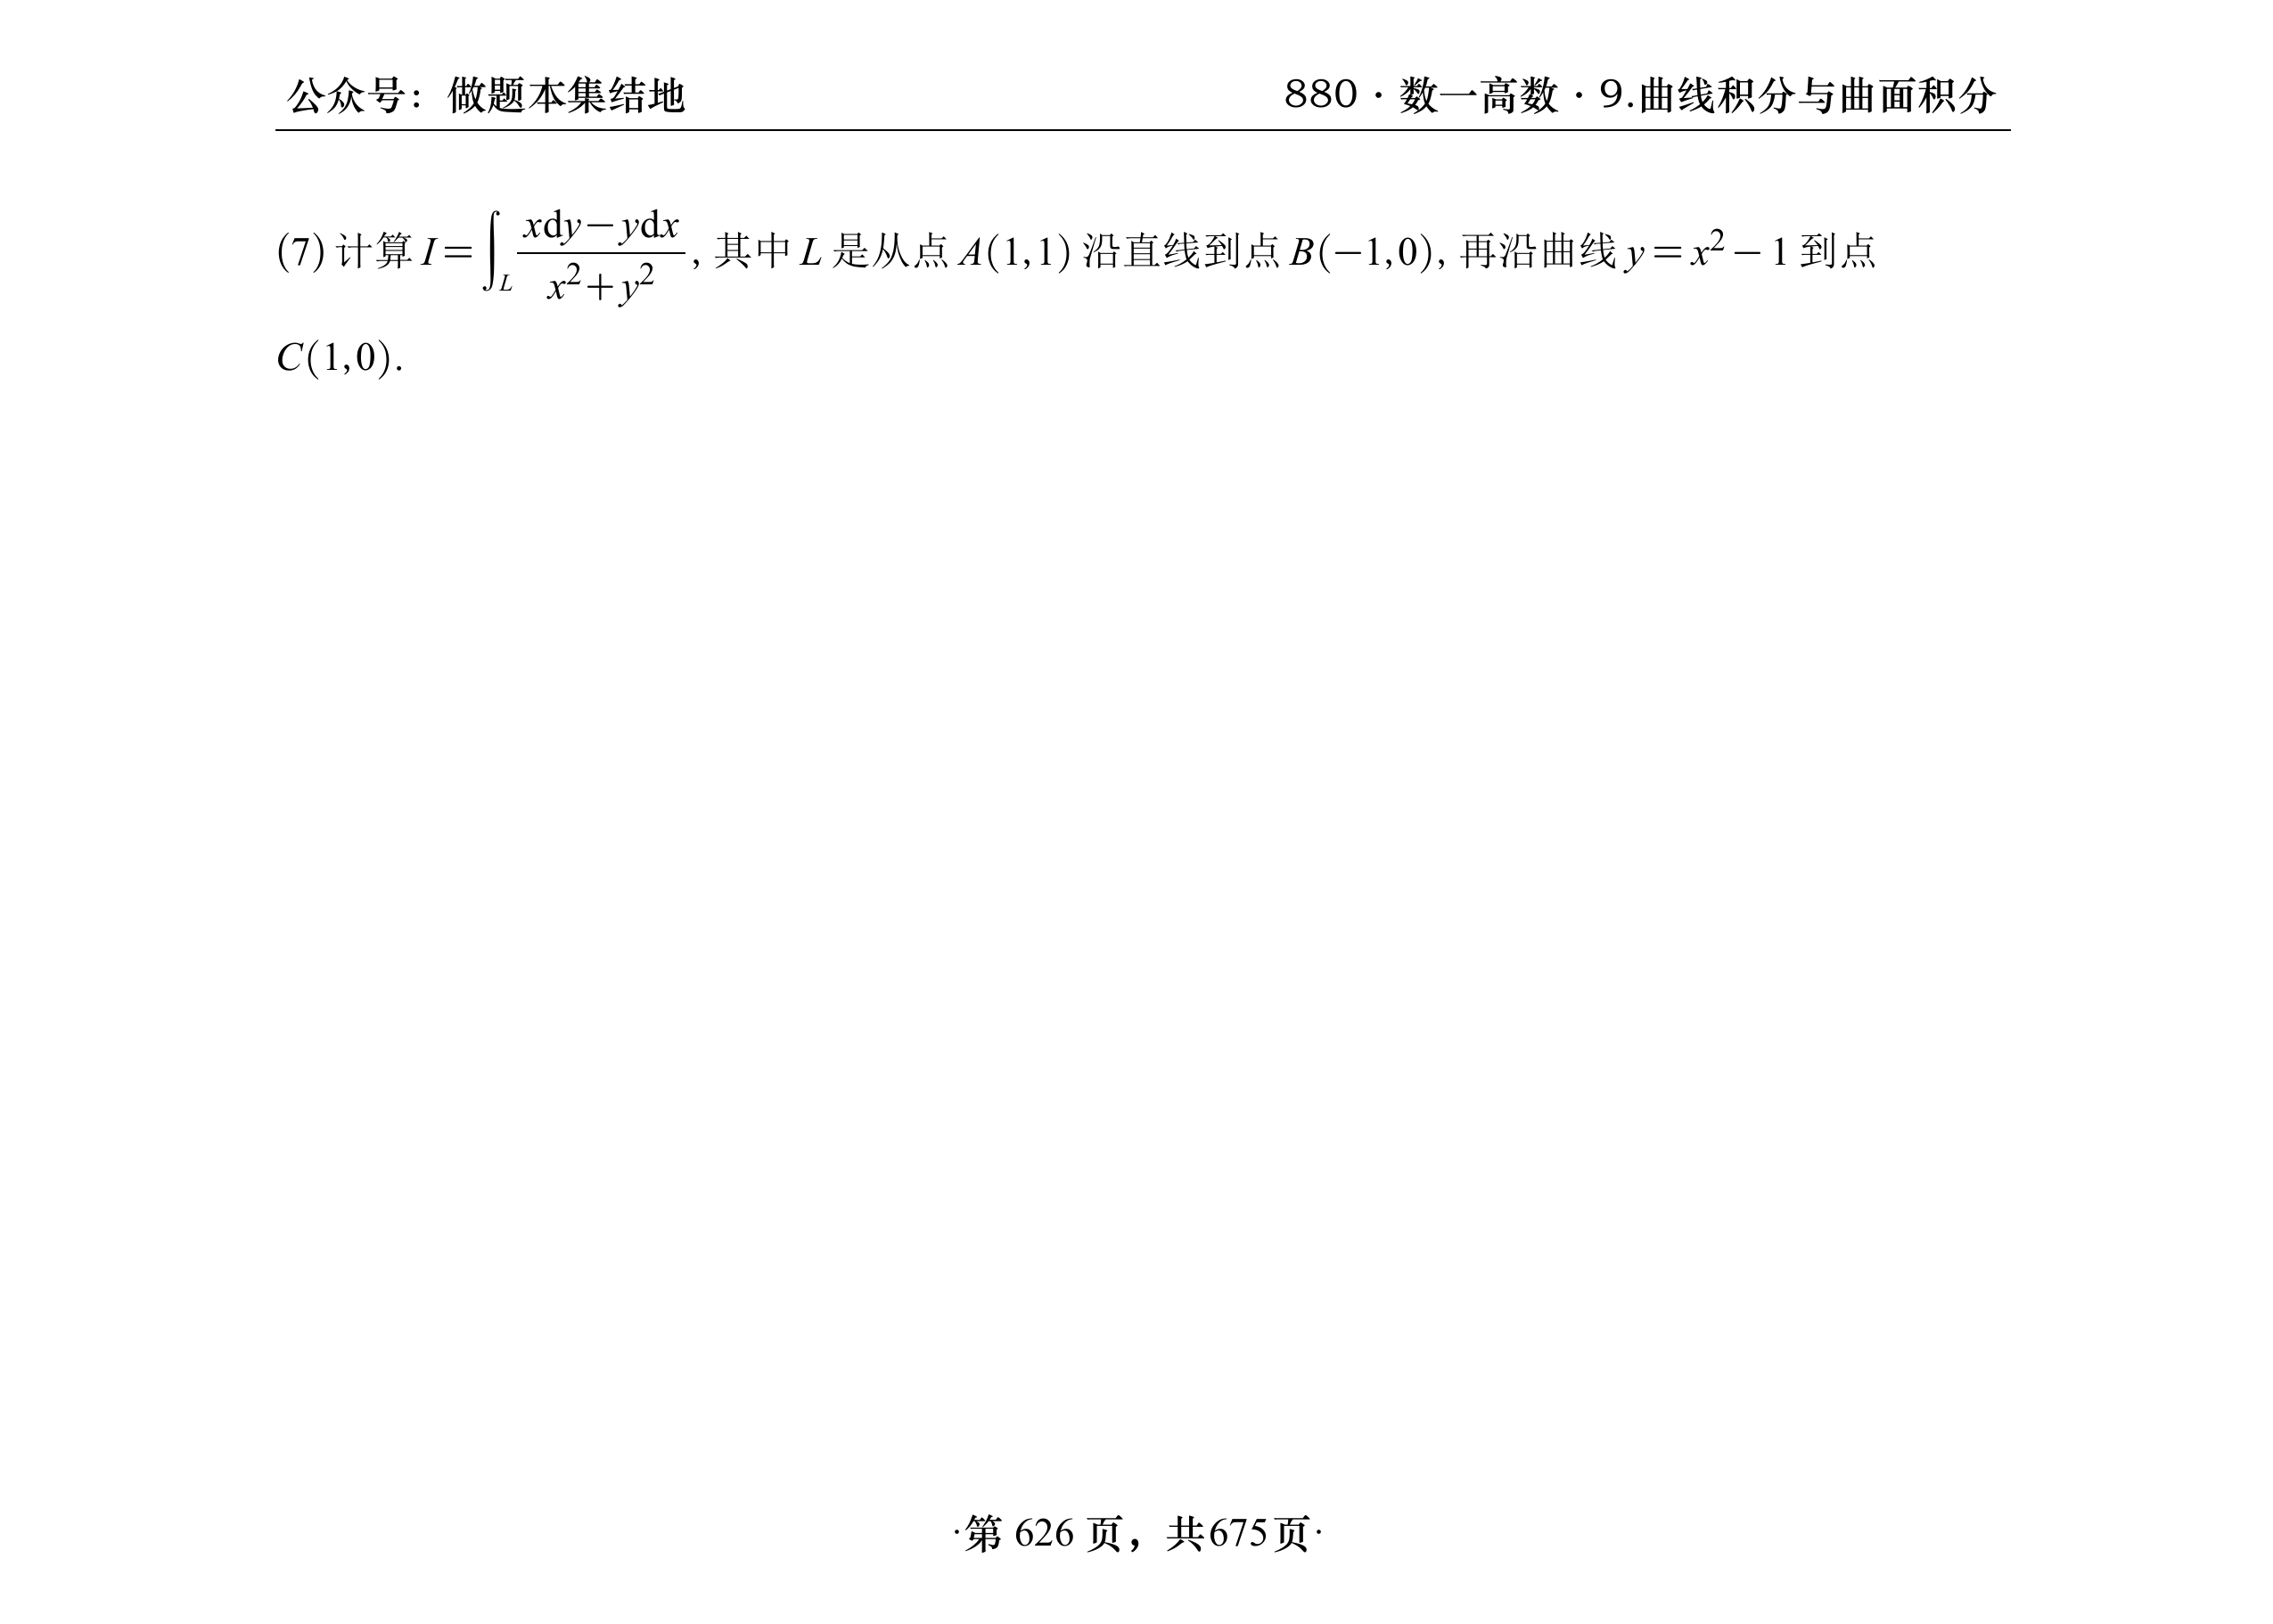 公众号：做题本集结地 880·数一高数·9.曲线积分与曲面积分
(7) 计算 $I=\int_L \frac{x\mathrm{d}y-y\mathrm{d}x}{x^2+y^2}$, 其中 L 是从点 A(1,1) 沿直线到点 B(−1,0), 再沿曲线 $y=x^2-1$ 到点
C(1,0).
·第 626 页，共675页·